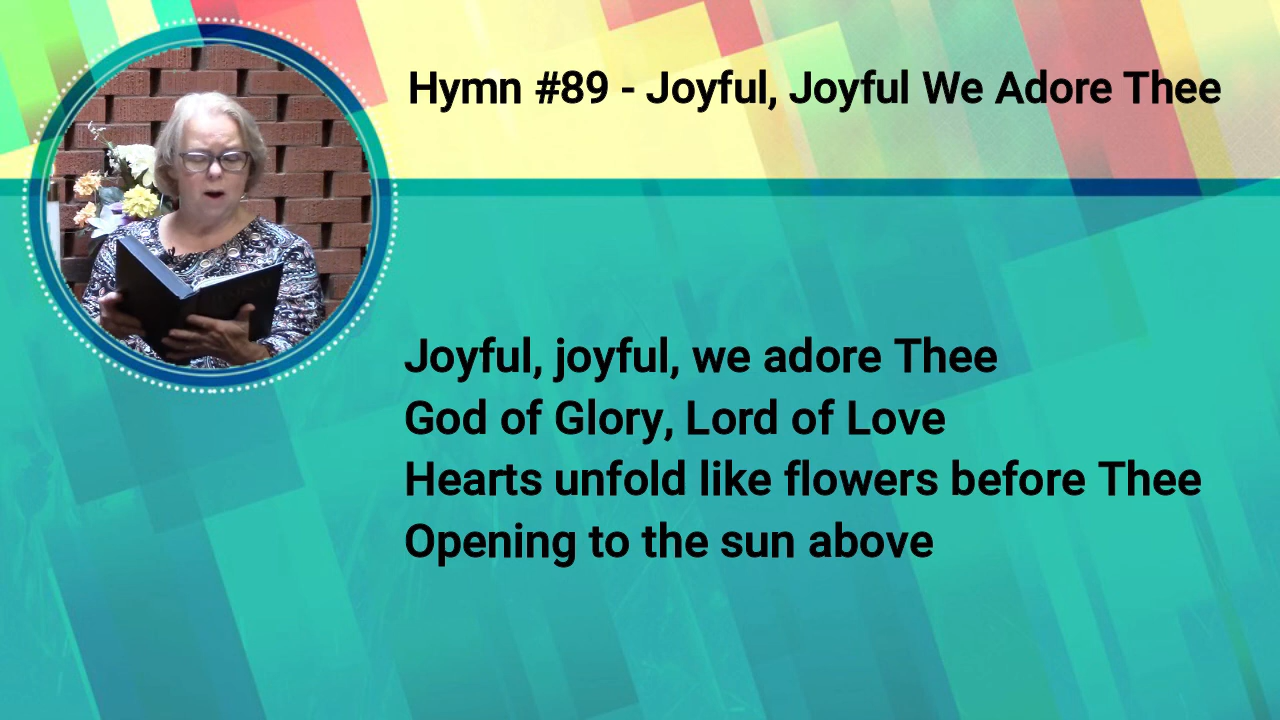 Hymn #89 - Joyful, Joyful We Adore Thee
Joyful, joyful, we adore Thee
God of Glory, Lord of Love
Hearts unfold like flowers before Thee
Opening to the sun above